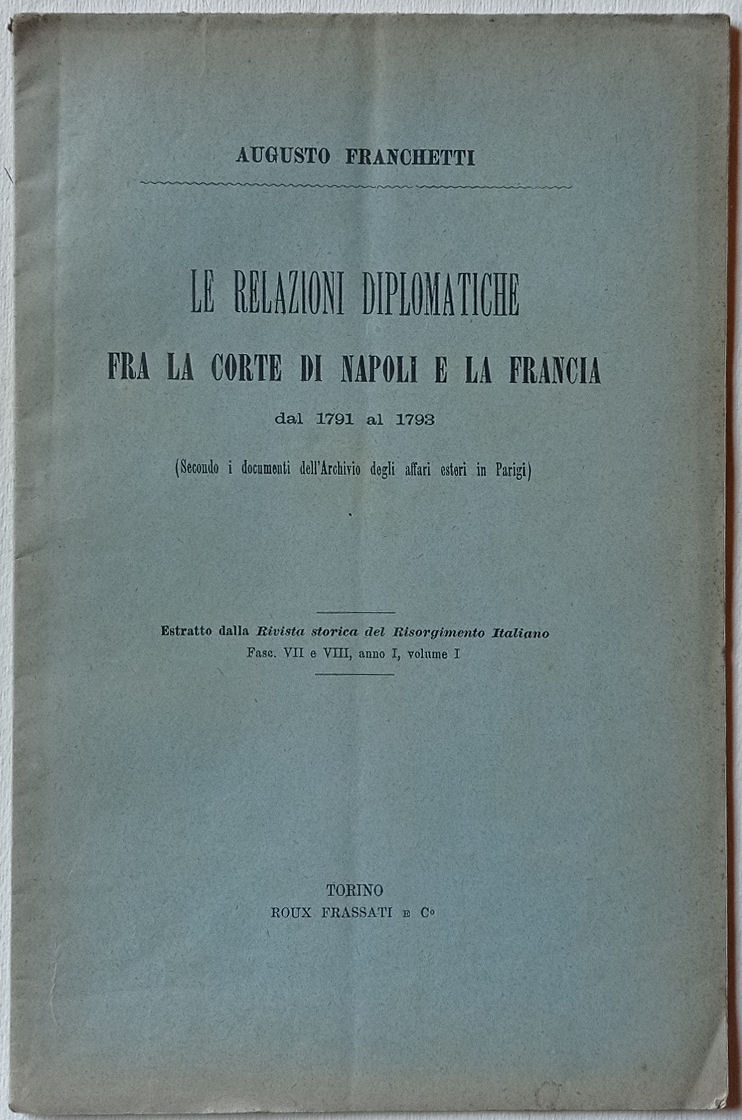 AUGUSTO FRANCHETTI
LE RELAZIONI DIPLOMATICHE
FRA LA CORTE DI NAPOLI E LA FRANCIA
dal 1791 al 1793
(Secondo i documenti dell'Archivio degli affari esteri in Parigi)
Estratto dalla Rivista storica del Risorgimento Italiano
Fasc. VII e VIII, anno I, volume I
TORINO
ROUX FRASSATI E Cº